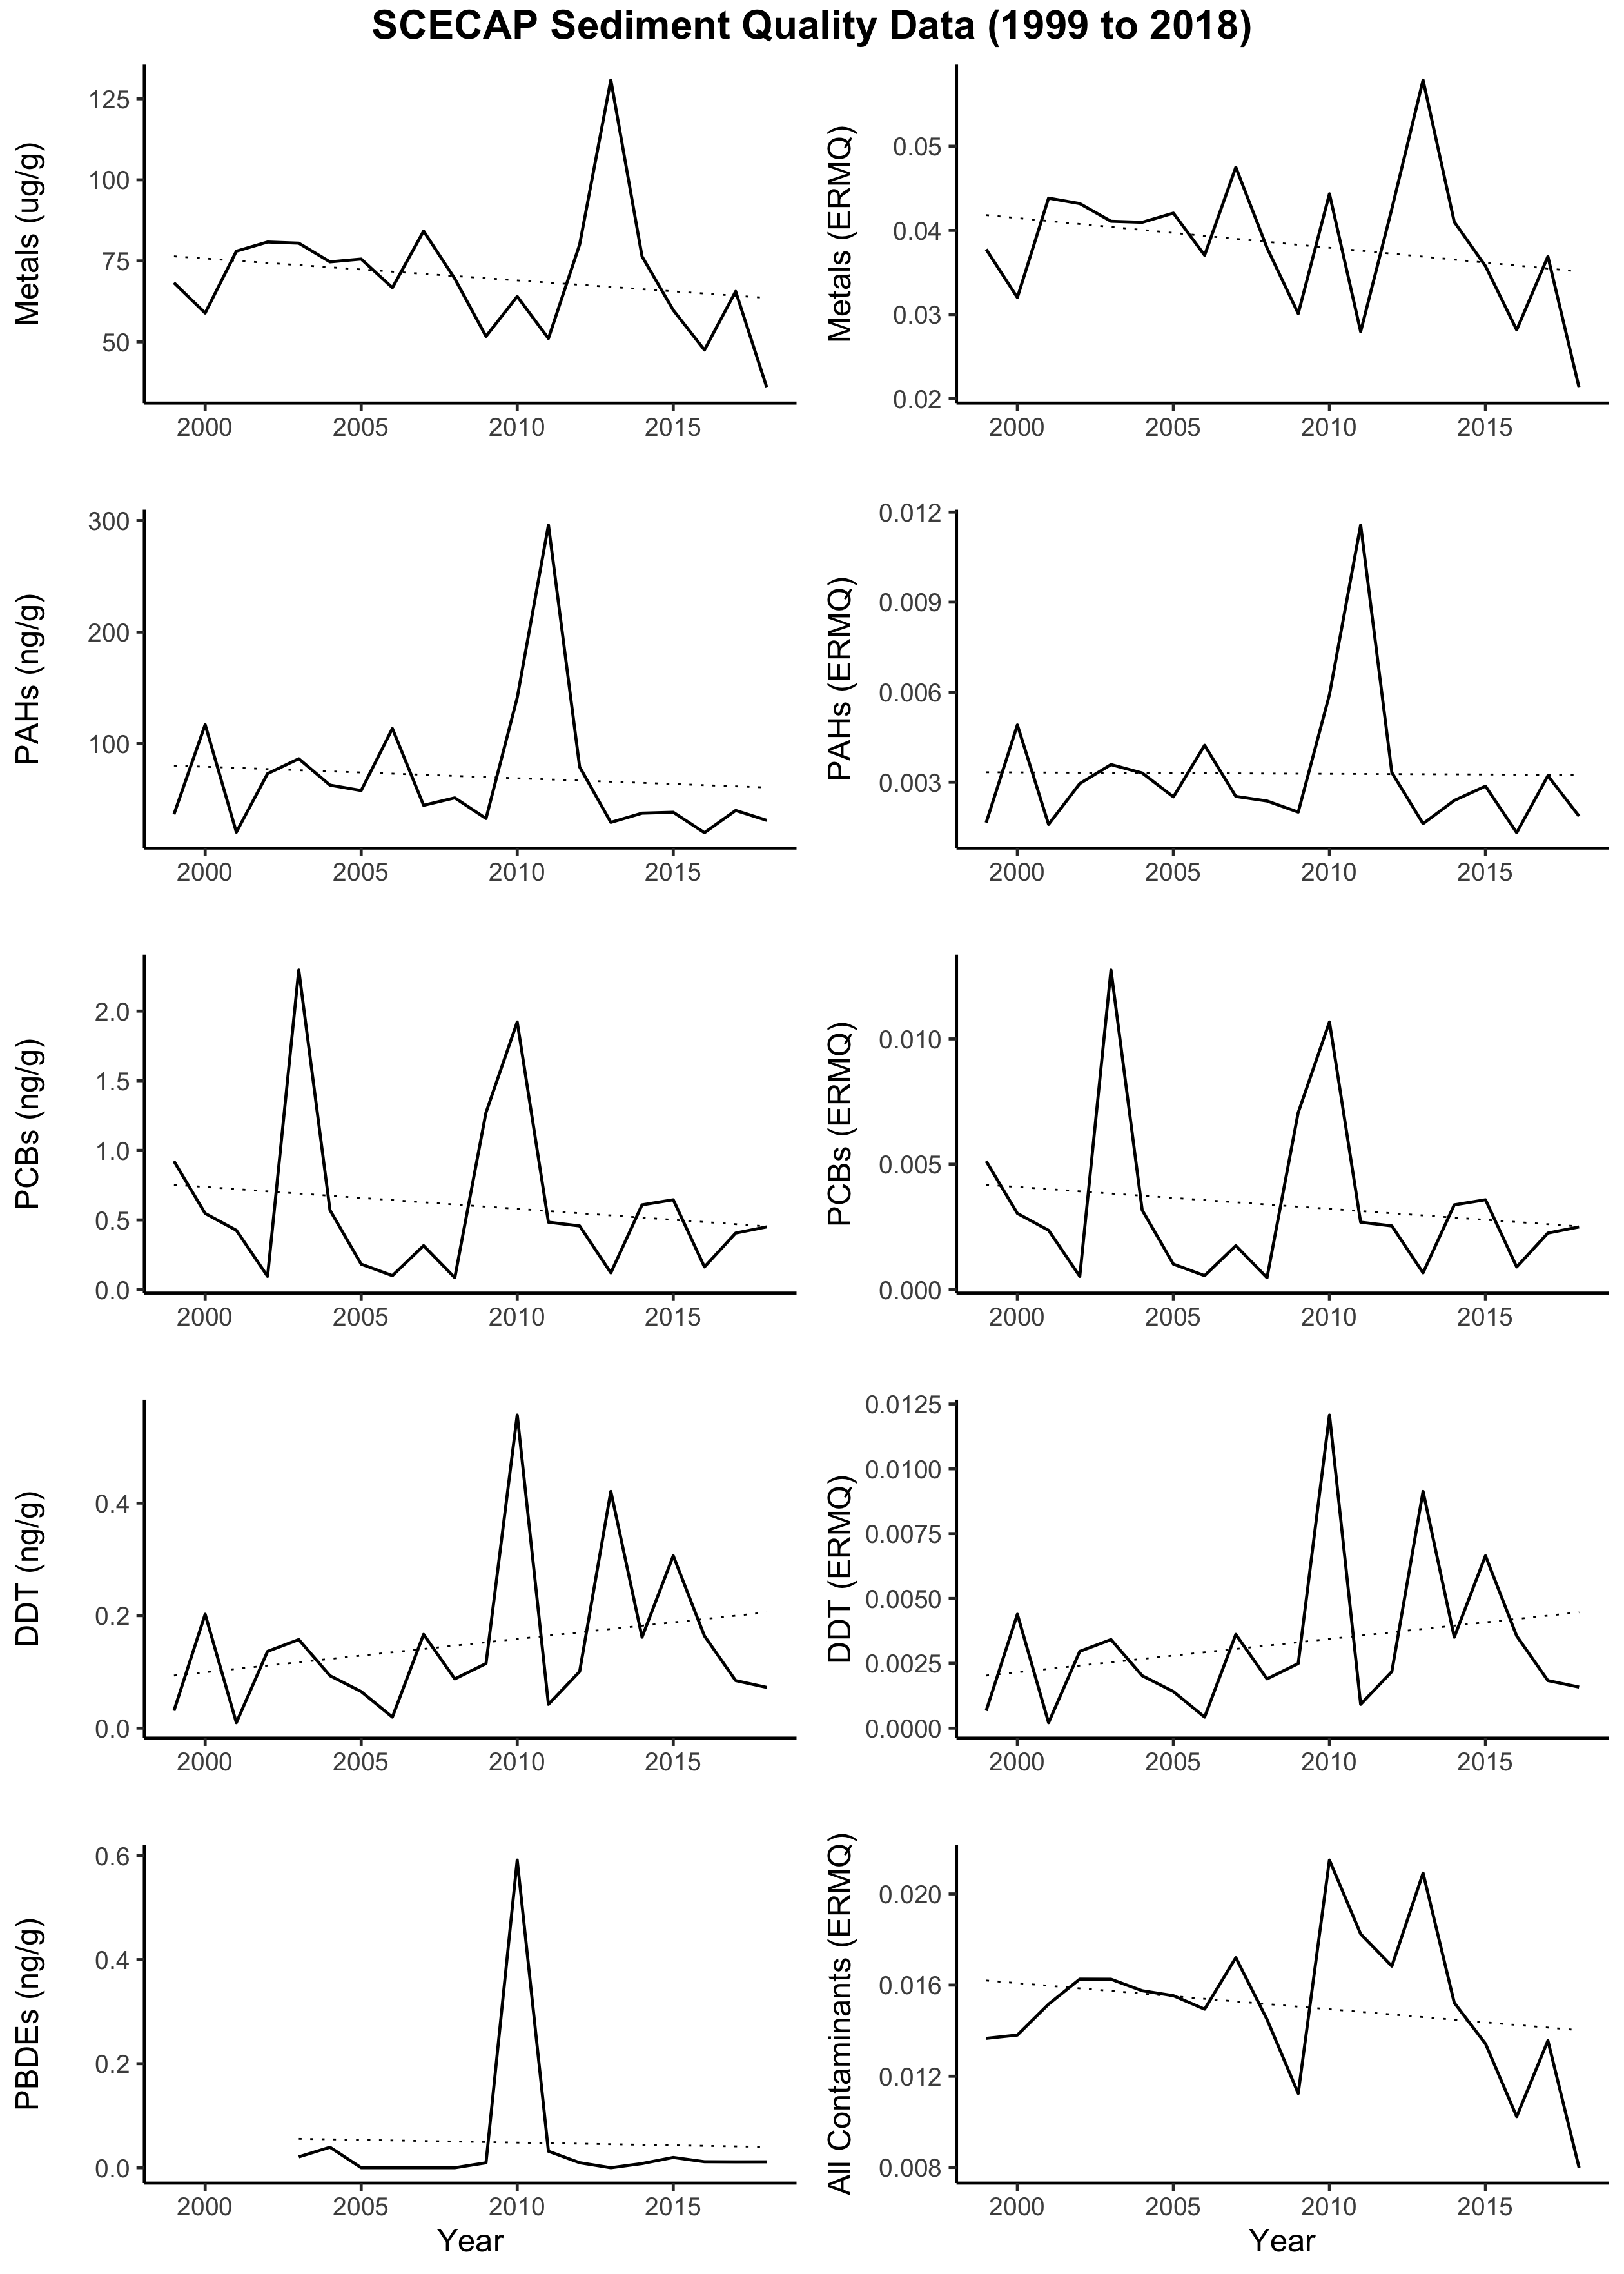 SCECAP Sediment Quality Data (1999 to 2018)
Metals (ug/g)
125
100
75
50
2000 2005 2010 2015
Metals (ERMQ)
0.05
0.04
0.03
0.02
2000 2005 2010 2015
PAHs (ng/g)
300
200
100
2000 2005 2010 2015
PAHs (ERMQ)
0.012
0.009
0.006
0.003
2000 2005 2010 2015
PCBs (ng/g)
2.0
1.5
1.0
0.5
0.0
2000 2005 2010 2015
PCBs (ERMQ)
0.010
0.005
0.000
2000 2005 2010 2015
DDT (ng/g)
0.4
0.2
0.0
2000 2005 2010 2015
DDT (ERMQ)
0.0125
0.0100
0.0075
0.0050
0.0025
0.0000
2000 2005 2010 2015
PBDEs (ng/g)
0.6
0.4
0.2
0.0
2000 2005 2010 2015
Year
All Contaminants (ERMQ)
0.020
0.016
0.012
0.008
2000 2005 2010 2015
Year